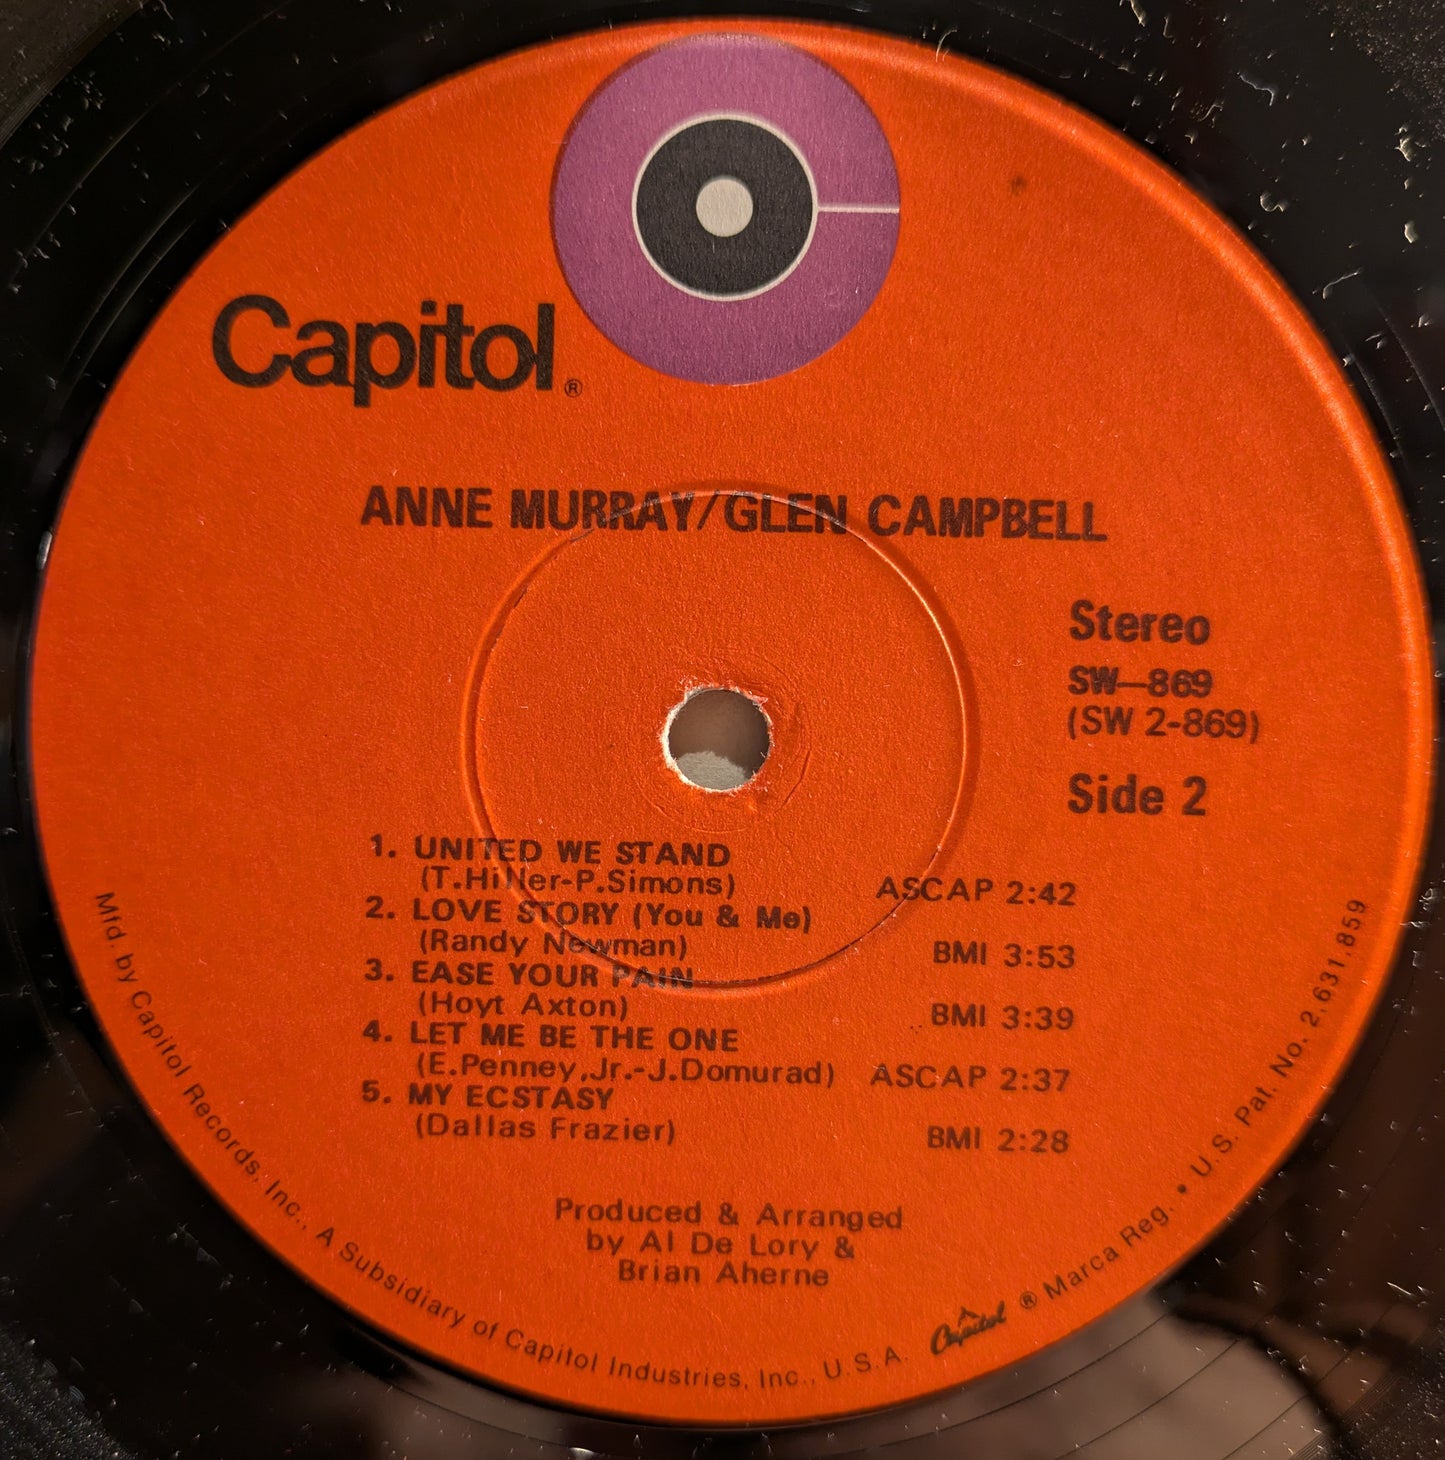 Capitol®
ANNE MURRAY/GLEN CAMPBELL
Stereo
SW—869
(SW 2-869)
Side 2
1. UNITED WE STAND
(T.Hiller-P.Simons) ASCAP 2:42
2. LOVE STORY (You & Me)
(Randy Newman) BMI 3:53
3. EASE YOUR PAIN
(Hoyt Axton) BMI 3:39
4. LET ME BE THE ONE
(E.Penney,Jr.-J.Domurad) ASCAP 2:37
5. MY ECSTASY
(Dallas Frazier) BMI 2:28
Produced & Arranged
by Al De Lory &
Brian Aherne
Mfd. by Capitol Records, Inc., A Subsidiary of Capitol Industries, Inc., U.S.A. Capitol ® Marca Reg. • U.S. Pat. No. 2,631,859